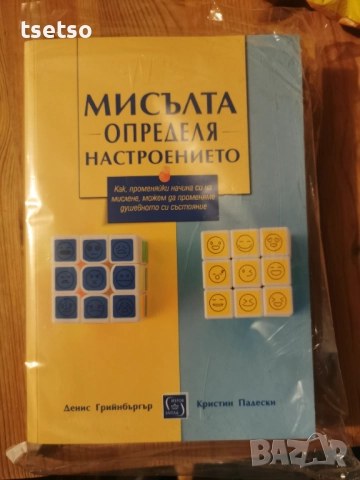 tsetso
МИСЪЛТА
ОПРЕДЕЛЯ
НАСТРОЕНИЕТО
Как, променяйки начина си на
мислене, можем да променим
душевното си състояние
Денис Грийнбъргър
Кристин Падески
BAZAR